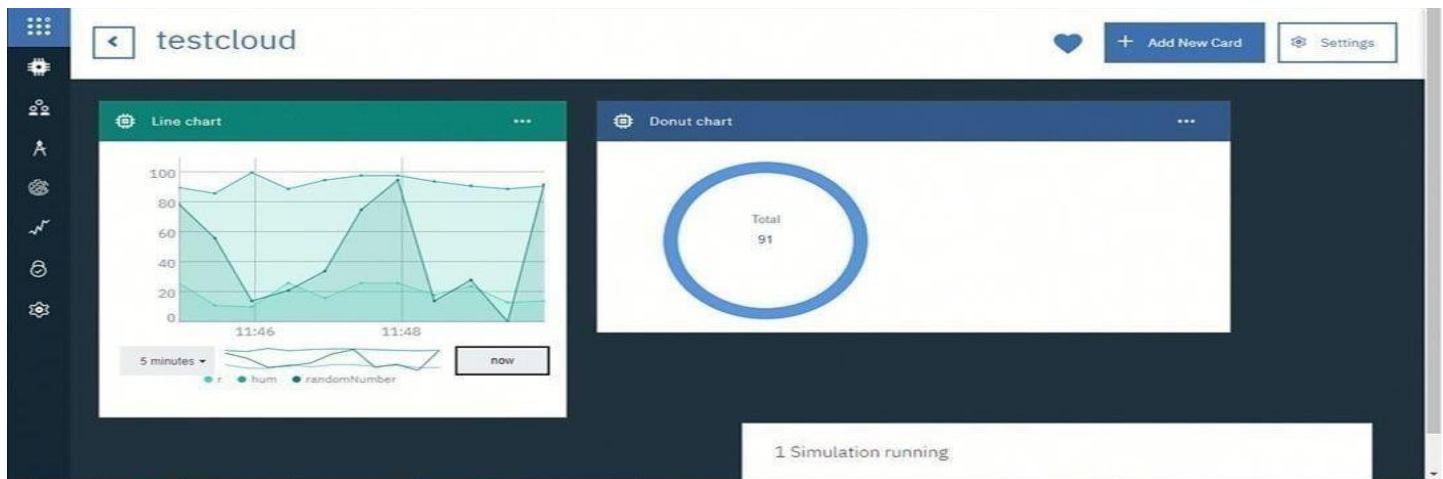 testcloud
+ Add New Card
Settings
Line chart
...
Donut chart
...
100
80
60
40
20
0
11:46
11:48
5 minutes
now
r
hum
randomNumber
Total
91
1 Simulation running